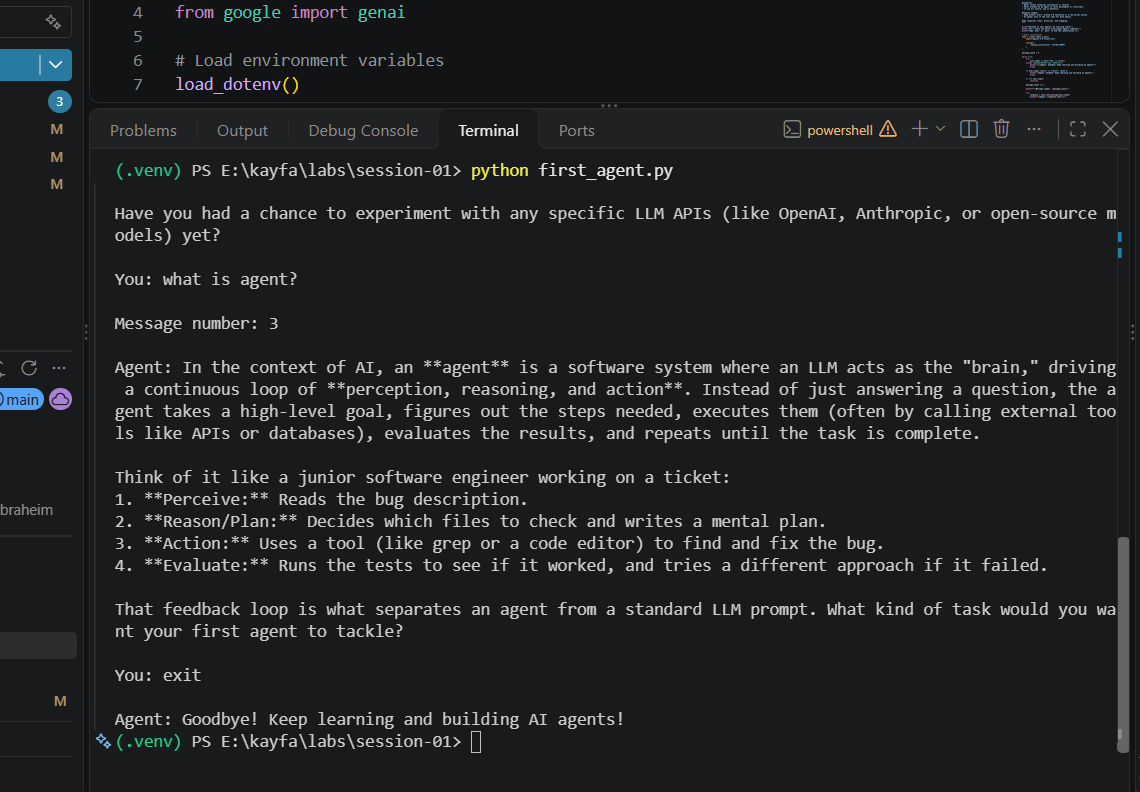 4 from google import genai
5
6 # Load environment variables
7 load_dotenv()
3
M
M
M
main
braheim
M
Problems Output Debug Console Terminal Ports powershell
(.venv) PS E:\kayfa\labs\session-01> python first_agent.py
Have you had a chance to experiment with any specific LLM APIs (like OpenAI, Anthropic, or open-source m
odels) yet?
You: what is agent?
Message number: 3
Agent: In the context of AI, an **agent** is a software system where an LLM acts as the "brain," driving
 a continuous loop of **perception, reasoning, and action**. Instead of just answering a question, the a
gent takes a high-level goal, figures out the steps needed, executes them (often by calling external too
ls like APIs or databases), evaluates the results, and repeats until the task is complete.
Think of it like a junior software engineer working on a ticket:
1. **Perceive:** Reads the bug description.
2. **Reason/Plan:** Decides which files to check and writes a mental plan.
3. **Action:** Uses a tool (like grep or a code editor) to find and fix the bug.
4. **Evaluate:** Runs the tests to see if it worked, and tries a different approach if it failed.
That feedback loop is what separates an agent from a standard LLM prompt. What kind of task would you wa
nt your first agent to tackle?
You: exit
Agent: Goodbye! Keep learning and building AI agents!
(.venv) PS E:\kayfa\labs\session-01>